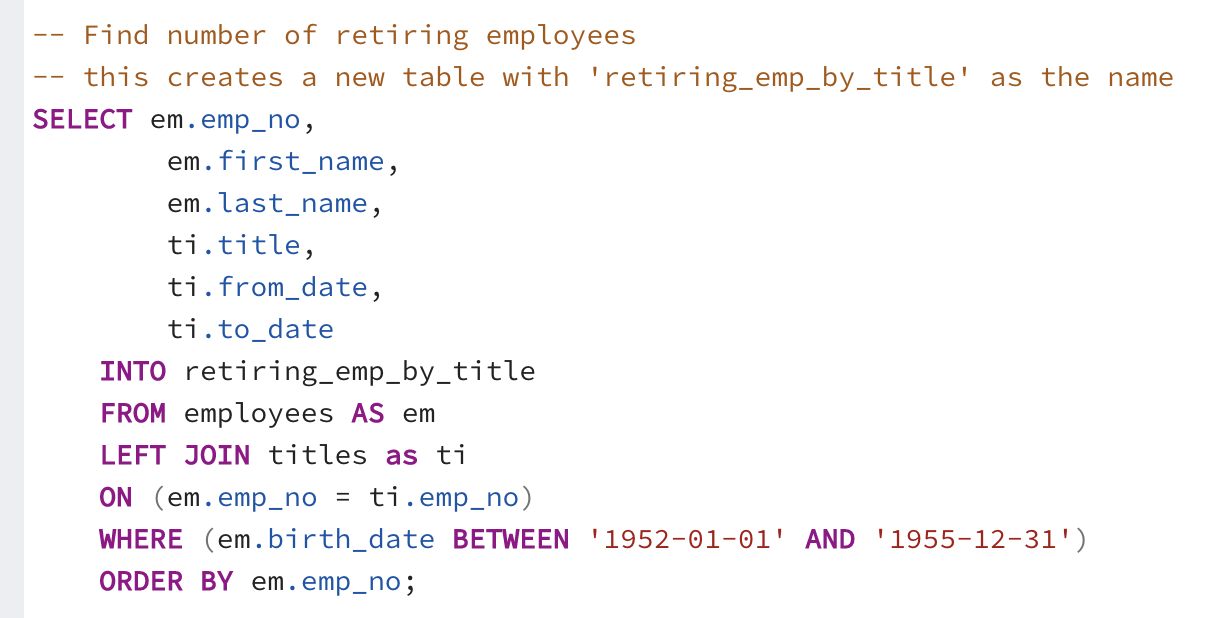 -- Find number of retiring employees
-- this creates a new table with 'retiring_emp_by_title' as the name
SELECT em.emp_no,
        em.first_name,
        em.last_name,
        ti.title,
        ti.from_date,
        ti.to_date
    INTO retiring_emp_by_title
    FROM employees AS em
    LEFT JOIN titles as ti
    ON (em.emp_no = ti.emp_no)
    WHERE (em.birth_date BETWEEN '1952-01-01' AND '1955-12-31')
    ORDER BY em.emp_no;